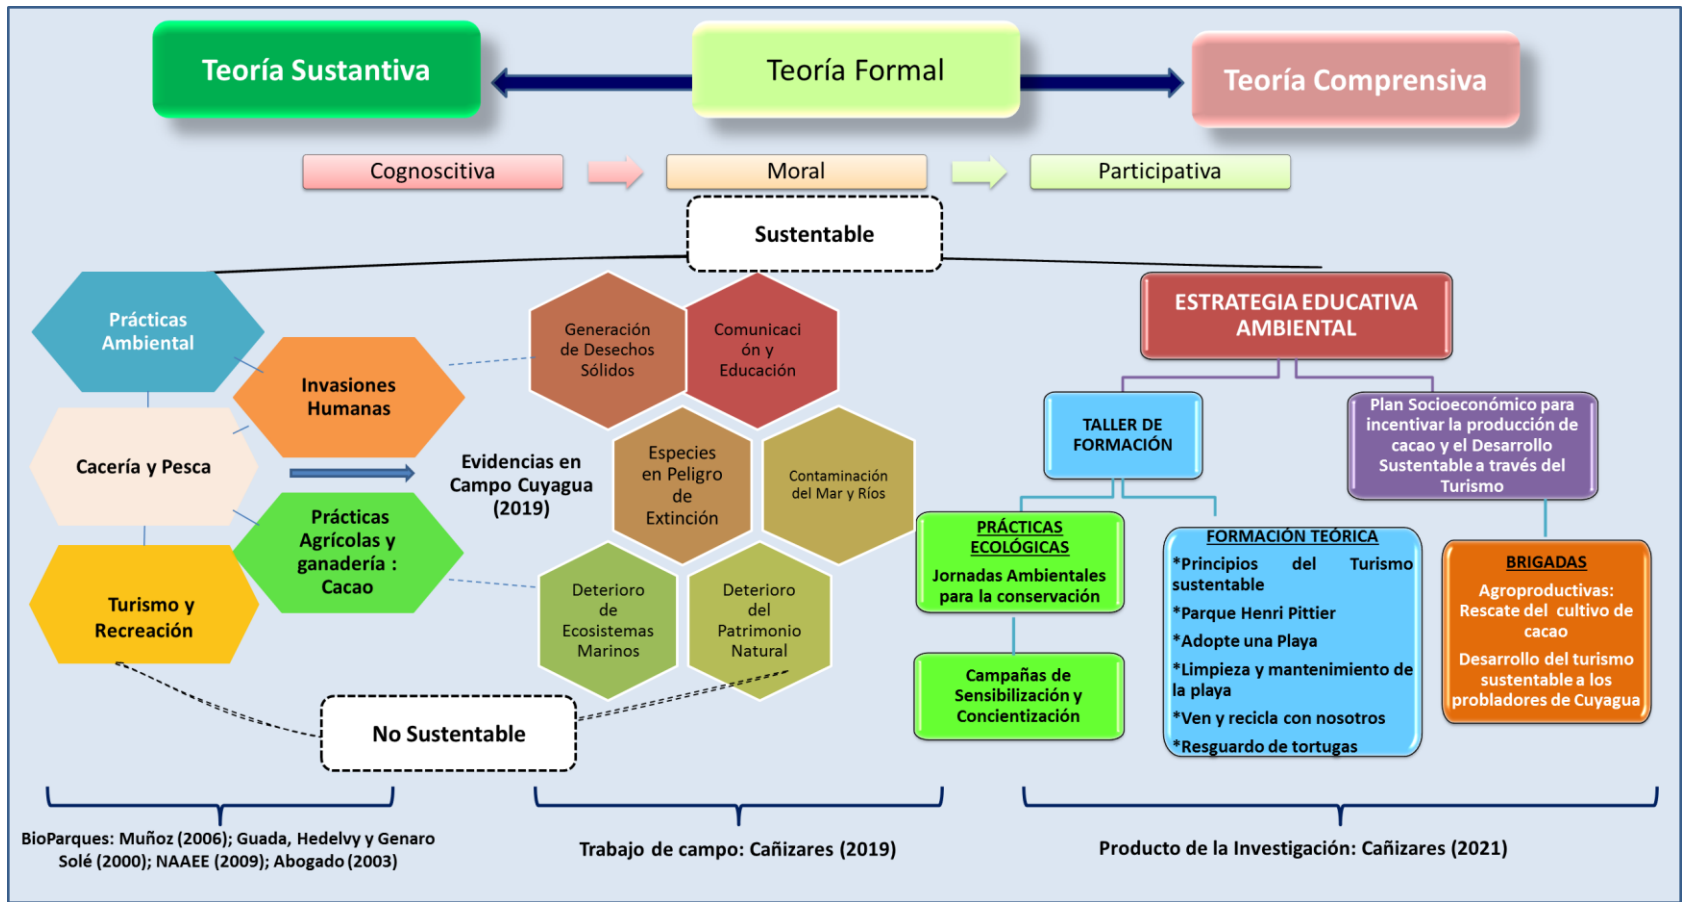 Teoría Sustantiva
Teoría Formal
Teoría Comprensiva
Cognoscitiva
Moral
Participativa
Sustentable
Prácticas
Ambiental
Invasiones
Humanas
Cacería y Pesca
Prácticas
Agrícolas y
ganadería :
Cacao
Turismo y
Recreación
Evidencias en
Campo Cuyagua
(2019)
Generación
de Desechos
Sólidos
Comunicaci
ón y
Educación
Especies
en Peligro
de
Extinción
Contaminación
del Mar y Ríos
Deterioro
de
Ecosistemas
Marinos
Deterioro
del
Patrimonio
Natural
No Sustentable
ESTRATEGIA EDUCATIVA
AMBIENTAL
TALLER DE
FORMACIÓN
Plan Socioeconómico para
incentivar la producción de
cacao y el Desarrollo
Sustentable a través del
Turismo
PRÁCTICAS
ECOLÓGICAS
Jornadas Ambientales
para la conservación
Campañas de
Sensibilización y
Concientización
FORMACIÓN TEÓRICA
*Principios del Turismo
sustentable
*Parque Henri Pittier
*Adopte una Playa
*Limpieza y mantenimiento de
la playa
*Ven y recicla con nosotros
*Resguardo de tortugas
BRIGADAS
Agroproductivas:
Rescate del cultivo de
cacao
Desarrollo del turismo
sustentable a los
probladores de Cuyagua
BioParques: Muñoz (2006); Guada, Hedelvy y Genaro
Solé (2000); NAAEE (2009); Abogado (2003)
Trabajo de campo: Cañizares (2019)
Producto de la Investigación: Cañizares (2021)